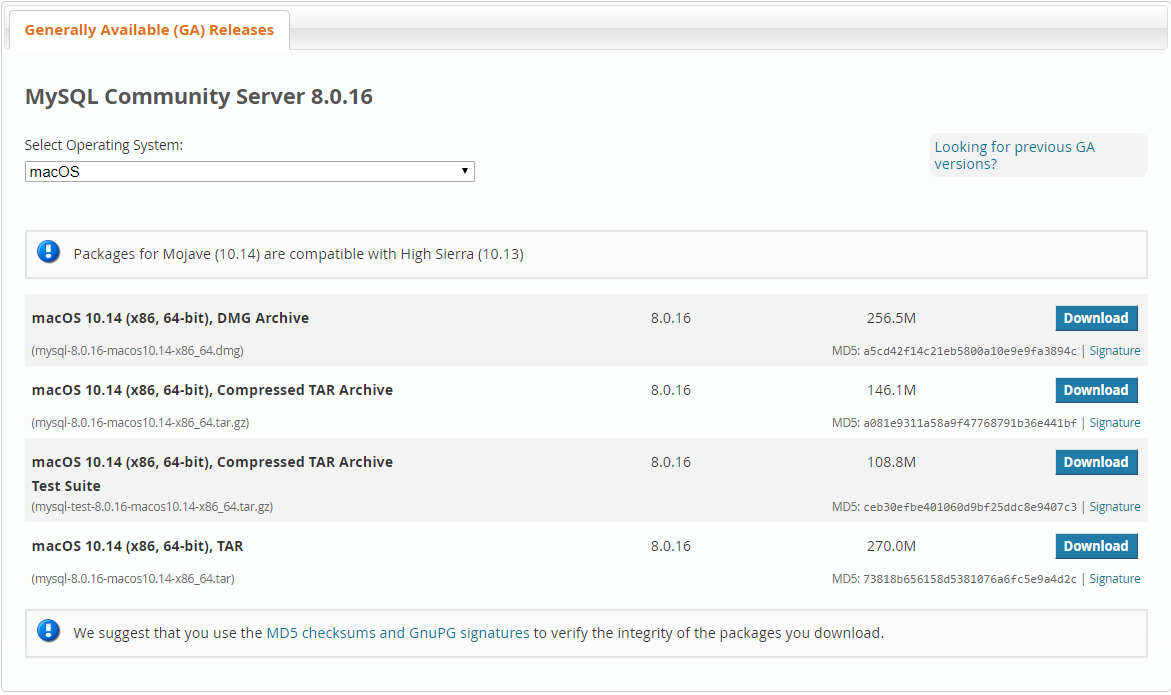 Generally Available (GA) Releases
MySQL Community Server 8.0.16
Select Operating System:
macOS
Looking for previous GA
versions?
Packages for Mojave (10.14) are compatible with High Sierra (10.13)
macOS 10.14 (x86, 64-bit), DMG Archive 8.0.16 256.5M Download
(mysql-8.0.16-macos10.14-x86_64.dmg) MD5: a5cd42f14c21eb5800a10e9e9fa3894c | Signature
macOS 10.14 (x86, 64-bit), Compressed TAR Archive 8.0.16 146.1M Download
(mysql-8.0.16-macos10.14-x86_64.tar.gz) MD5: a081e9311a58a9f47768791b36e441bf | Signature
macOS 10.14 (x86, 64-bit), Compressed TAR Archive 8.0.16 108.8M Download
Test Suite
(mysql-test-8.0.16-macos10.14-x86_64.tar.gz) MD5: ceb30efbe401060d9bf25ddc8e9407c3 | Signature
macOS 10.14 (x86, 64-bit), TAR 8.0.16 270.0M Download
(mysql-8.0.16-macos10.14-x86_64.tar) MD5: 73818b656158d5381076a6fc5e9a4d2c | Signature
We suggest that you use the MD5 checksums and GnuPG signatures to verify the integrity of the packages you download.